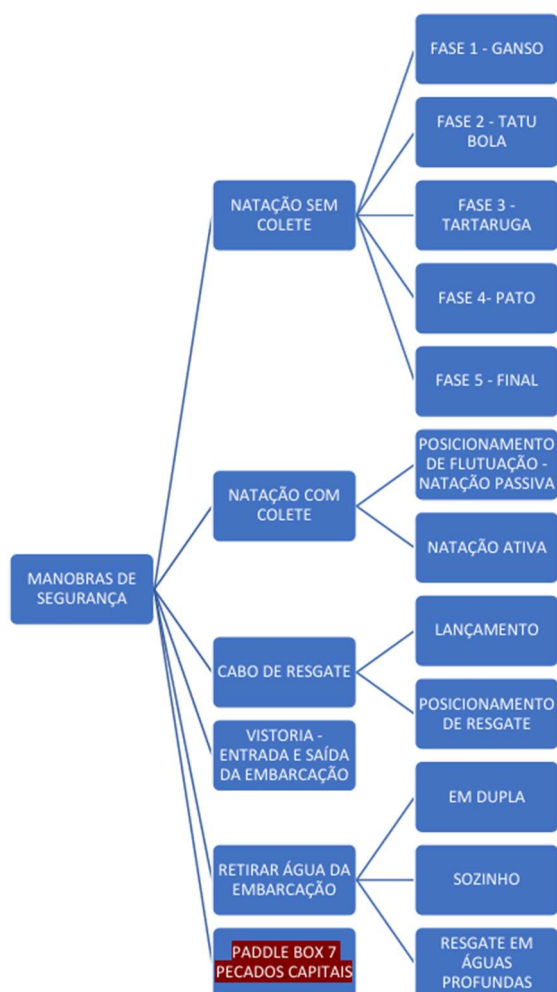 MANOBRAS DE
SEGURANÇA
NATAÇÃO SEM
COLETE
FASE 1 - GANSO
FASE 2 - TATU
BOLA
FASE 3 -
TARTARUGA
FASE 4- PATO
FASE 5 - FINAL
NATAÇÃO COM
COLETE
POSICIONAMENTO
DE FLUTUAÇÃO -
NATAÇÃO PASSIVA
NATAÇÃO ATIVA
CABO DE RESGATE
LANÇAMENTO
POSICIONAMENTO
DE RESGATE
VISTORIA -
ENTRADA E SAÍDA
DA EMBARCAÇÃO
RETIRAR ÁGUA DA
EMBARCAÇÃO
EM DUPLA
SOZINHO
RESGATE EM
ÁGUAS
PROFUNDAS
PADDLE BOX 7
PECADOS CAPITAIS